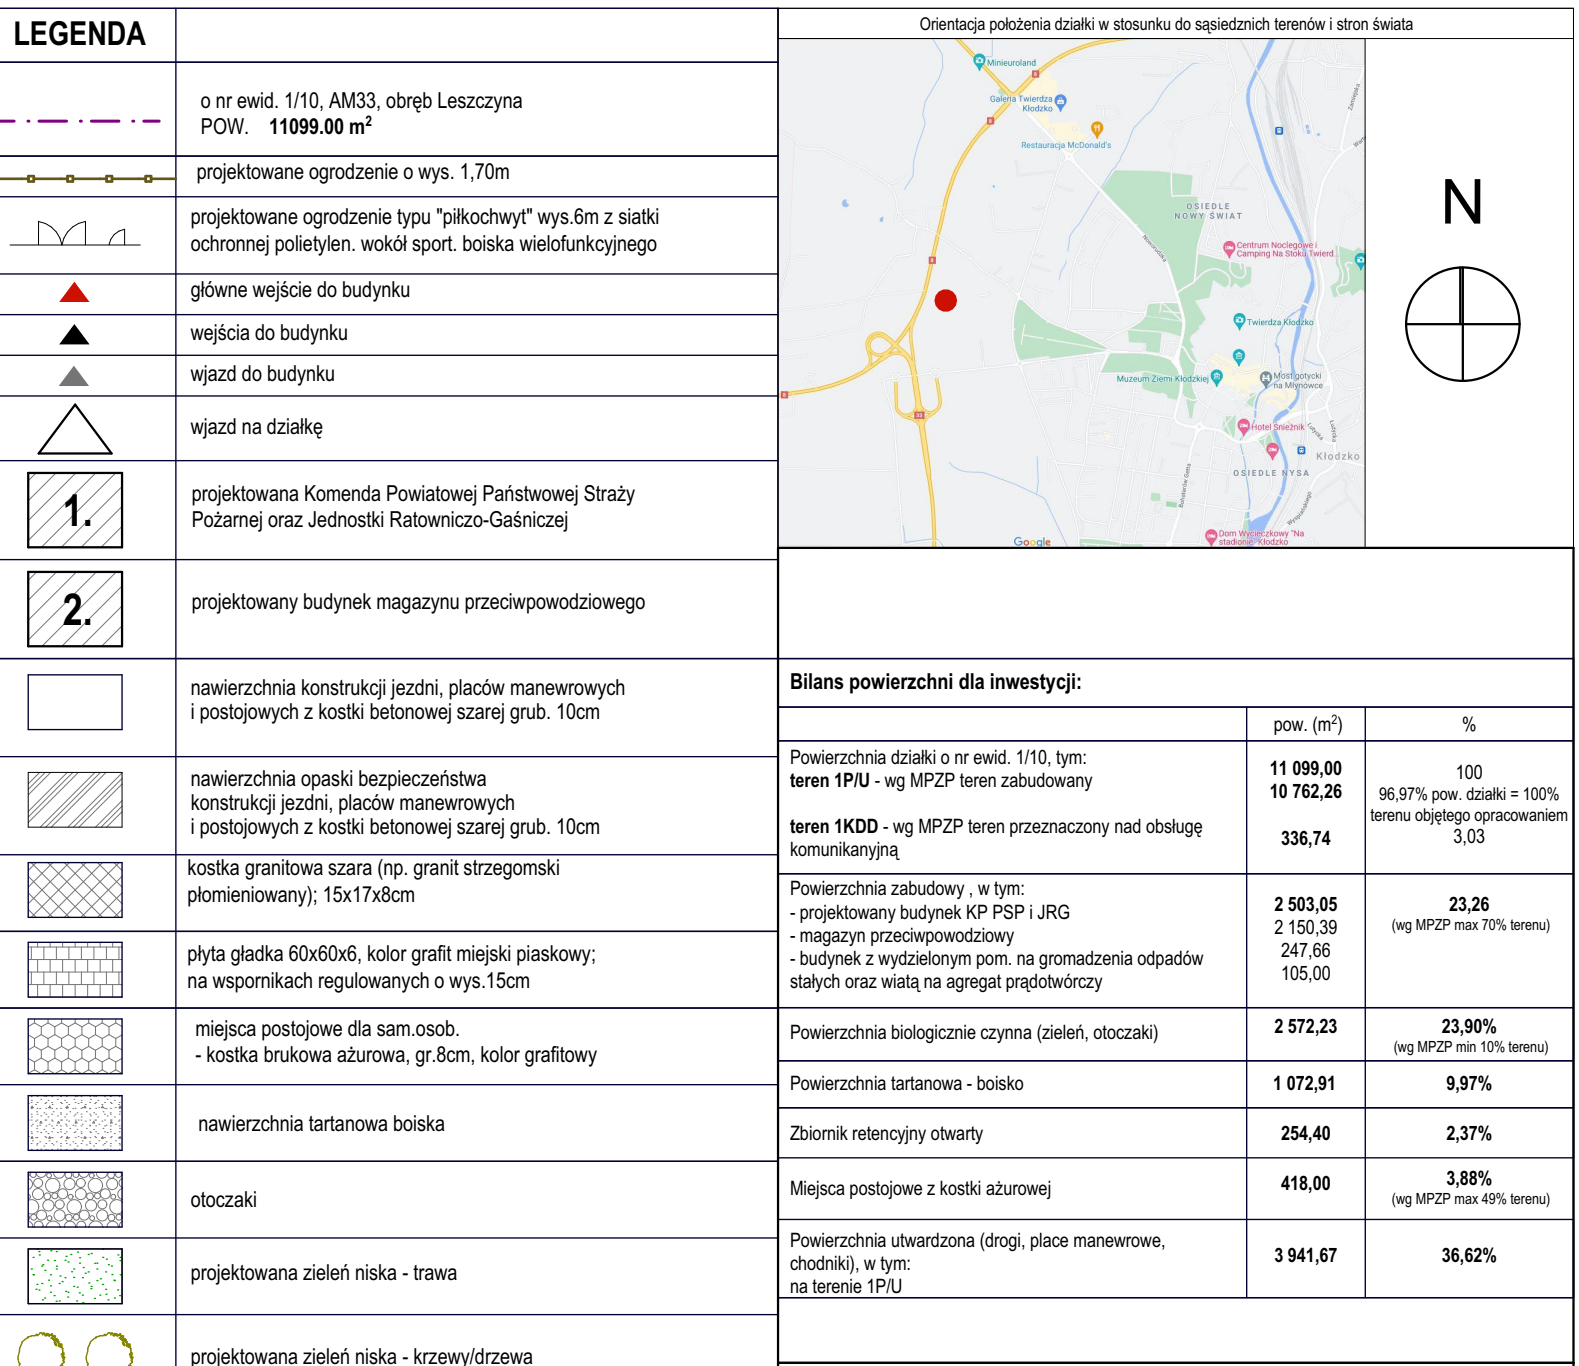 LEGENDA
o nr ewid. 1/10, AM33, obręb Leszczyna
POW. 11099.00 m²
projektowane ogrodzenie o wys. 1,70m
projektowane ogrodzenie typu "piłkochwyt" wys.6m z siatki
ochronnej polietylen. wokół sport. boiska wielofunkcyjnego
główne wejście do budynku
wejścia do budynku
wjazd do budynku
wjazd na działkę
1.
projektowana Komenda Powiatowej Państwowej Straży
Pożarnej oraz Jednostki Ratowniczo-Gaśniczej
2.
projektowany budynek magazynu przeciwpowodziowego
nawierzchnia konstrukcji jezdni, placów manewrowych
i postojowych z kostki betonowej szarej grub. 10cm
nawierzchnia opaski bezpieczeństwa
konstrukcji jezdni, placów manewrowych
i postojowych z kostki betonowej szarej grub. 10cm
kostka granitowa szara (np. granit strzegomski
płomieniowany); 15x17x8cm
płyta gładka 60x60x6, kolor grafit miejski piaskowy;
na wspornikach regulowanych o wys.15cm
miejsca postojowe dla sam.osob.
- kostka brukowa ażurowa, gr.8cm, kolor grafitowy
nawierzchnia tartanowa boiska
otoczaki
projektowana zieleń niska - trawa
projektowana zieleń niska - krzewy/drzewa
Orientacja położenia działki w stosunku do sąsiedznich terenów i stron świata
Minieuroland
8
Galeria Twierdza
Kłodzko
8
Restauracja McDonald's
Zamiejska
OSIEDLE
NOWY ŚWIAT
Noworudzka
Centrum Noclegowe i
Camping Na Stoku Twierd...
8
Twierdza Kłodzko
Muzeum Ziemi Kłodzkiej
Most gotycki
na Młynówce
8
33
Hotel Śnieżnik
Łużycka
Łużycka
Kłodzko
OSIEDLE NYSA
Bohaterów Getta
Wyspiańskiego
Google
Dom Wycieczkowy "Na
stadionie" Kłodzko
N
Bilans powierzchni dla inwestycji:
pow. (m²) %
Powierzchnia działki o nr ewid. 1/10, tym: 11 099,00 100
teren 1P/U - wg MPZP teren zabudowany 10 762,26 96,97% pow. działki = 100%
terenu objętego opracowaniem
teren 1KDD - wg MPZP teren przeznaczony nad obsługę 336,74 3,03
komunikanyjną
Powierzchnia zabudowy , w tym: 2 503,05 23,26
- projektowany budynek KP PSP i JRG 2 150,39 (wg MPZP max 70% terenu)
- magazyn przeciwpowodziowy 247,66
- budynek z wydzielonym pom. na gromadzenia odpadów 105,00
stałych oraz wiatą na agregat prądotwórczy
Powierzchnia biologicznie czynna (zieleń, otoczaki) 2 572,23 23,90%
(wg MPZP min 10% terenu)
Powierzchnia tartanowa - boisko 1 072,91 9,97%
Zbiornik retencyjny otwarty 254,40 2,37%
Miejsca postojowe z kostki ażurowej 418,00 3,88%
(wg MPZP max 49% terenu)
Powierzchnia utwardzona (drogi, place manewrowe,
chodniki), w tym: 3 941,67 36,62%
na terenie 1P/U